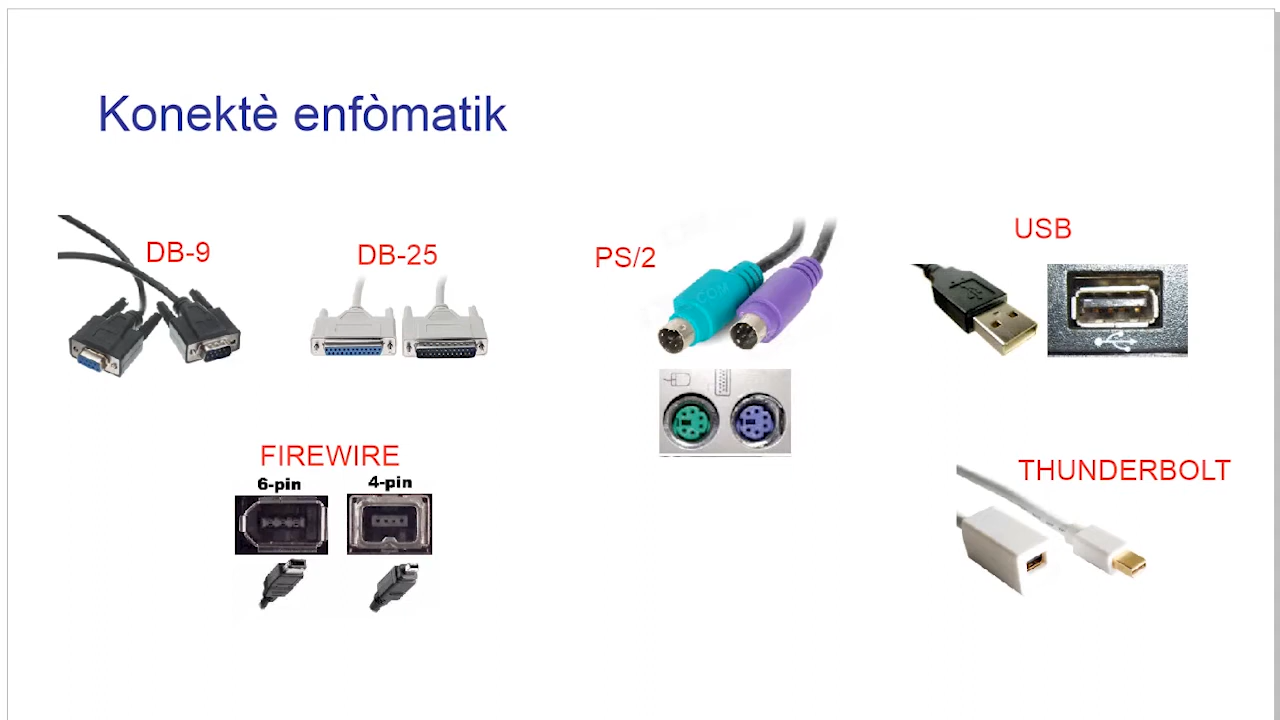 Konektè enfòmatik
DB-9
DB-25
PS/2
USB
FIREWIRE
6-pin
4-pin
THUNDERBOLT